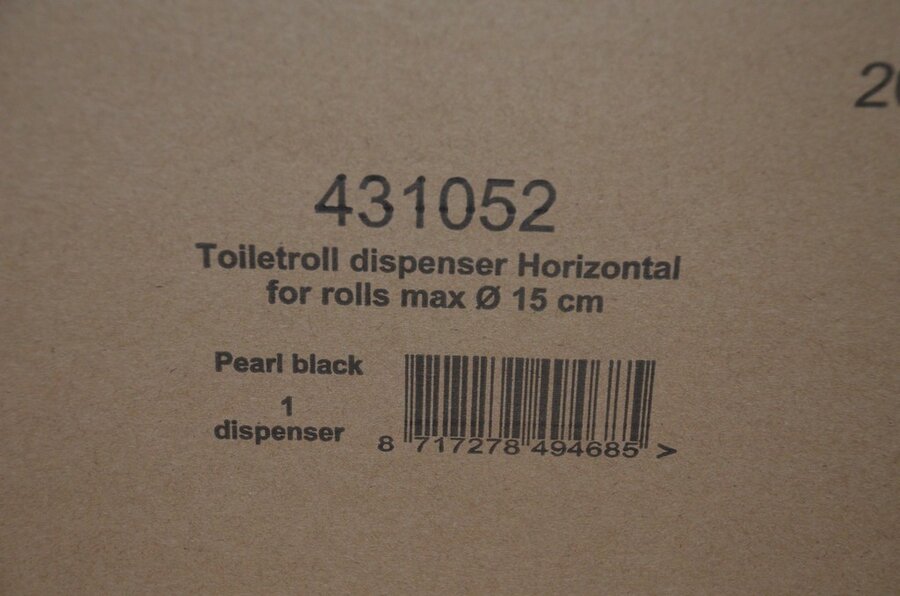 431052
Toiletroll dispenser Horizontal
for rolls max Ø 15 cm
Pearl black
1
dispenser
8 717278 494685 >